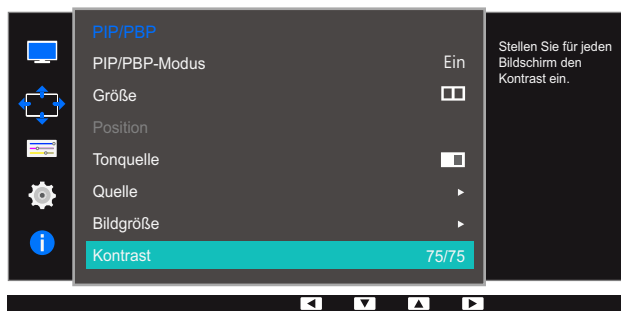 PIP/PBP
PIP/PBP-Modus Ein
Größe
Position
Tonquelle
Quelle
Bildgröße
Kontrast 75/75
Stellen Sie für jeden
Bildschirm den
Kontrast ein.